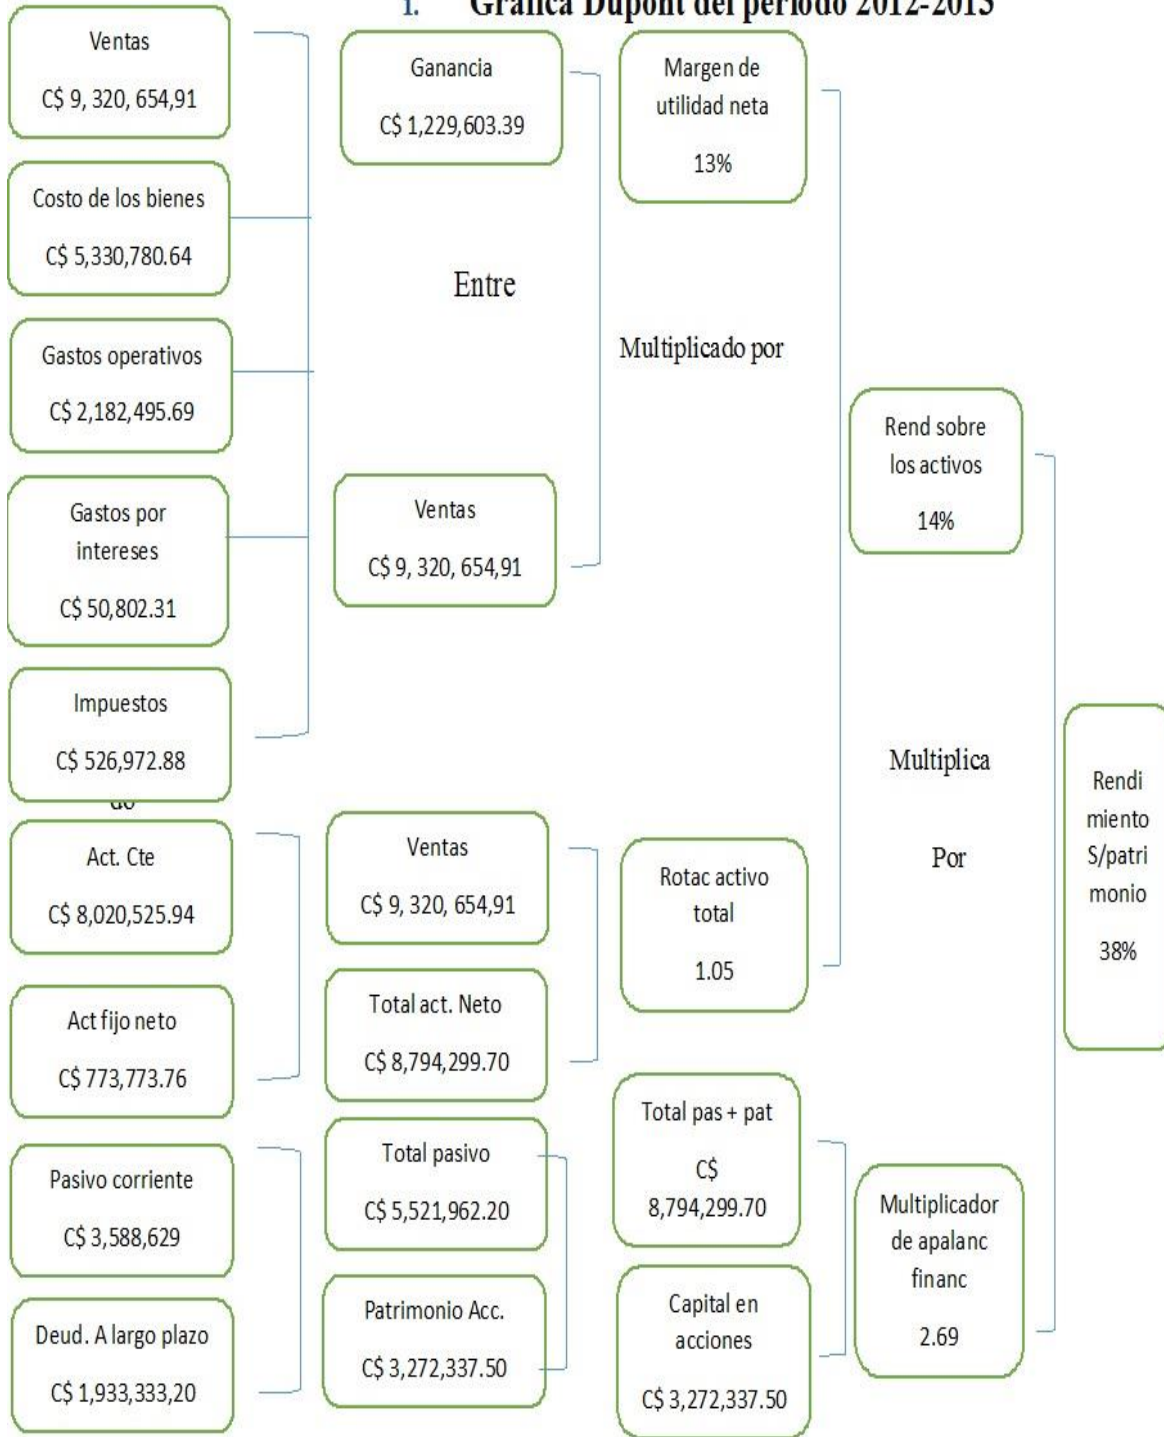 i. Gráfica Dupont del periodo 2012-2013
Ventas
C$ 9, 320, 654,91
Costo de los bienes
C$ 5,330,780.64
Gastos operativos
C$ 2,182,495.69
Gastos por
intereses
C$ 50,802.31
Impuestos
C$ 526,972.88
do
Act. Cte
C$ 8,020,525.94
Act fijo neto
C$ 773,773.76
Pasivo corriente
C$ 3,588,629
Deud. A largo plazo
C$ 1,933,333,20
Ganancia
C$ 1,229,603.39
Entre
Ventas
C$ 9, 320, 654,91
Ventas
C$ 9, 320, 654,91
Total act. Neto
C$ 8,794,299.70
Total pasivo
C$ 5,521,962.20
Patrimonio Acc.
C$ 3,272,337.50
Margen de
utilidad neta
13%
Multiplicado por
Rotac activo
total
1.05
Total pas + pat
C$
8,794,299.70
Capital en
acciones
C$ 3,272,337.50
Rend sobre
los activos
14%
Multiplica
Por
Multiplicador
de apalanc
financ
2.69
Rendi
miento
S/patri
monio
38%